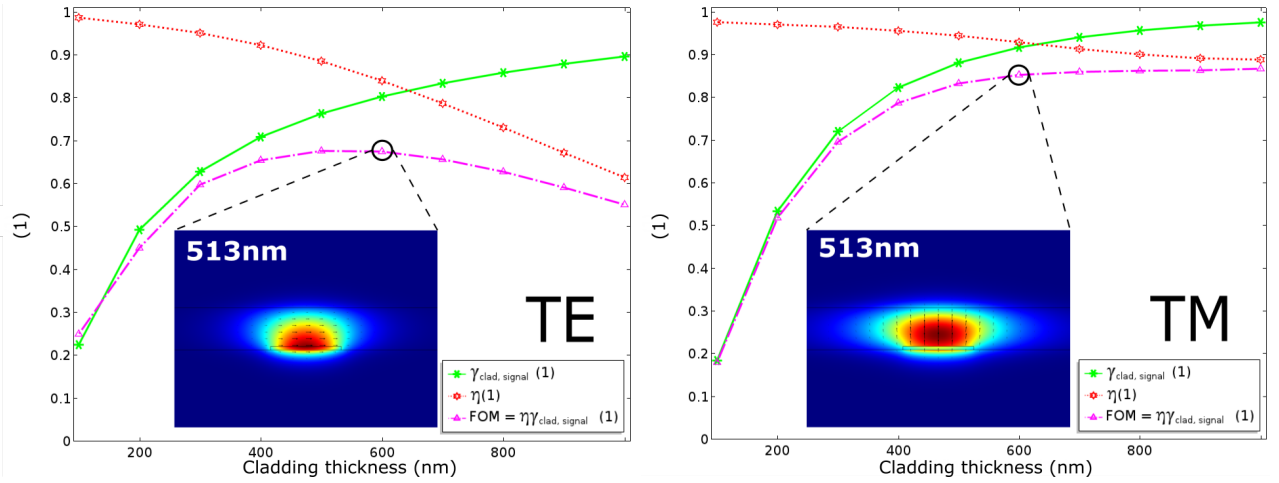 1
0.9
0.8
0.7
0.6
0.5
0.4
0.3
0.2
0.1
0
(1)
200
400
600
800
Cladding thickness (nm)
513nm
TE
γclad, signal (1)
η(1)
FOM = ηγclad, signal (1)
1
0.9
0.8
0.7
0.6
0.5
0.4
0.3
0.2
0.1
0
(1)
200
400
600
800
Cladding thickness (nm)
513nm
TM
γclad, signal (1)
η(1)
FOM = ηγclad, signal (1)